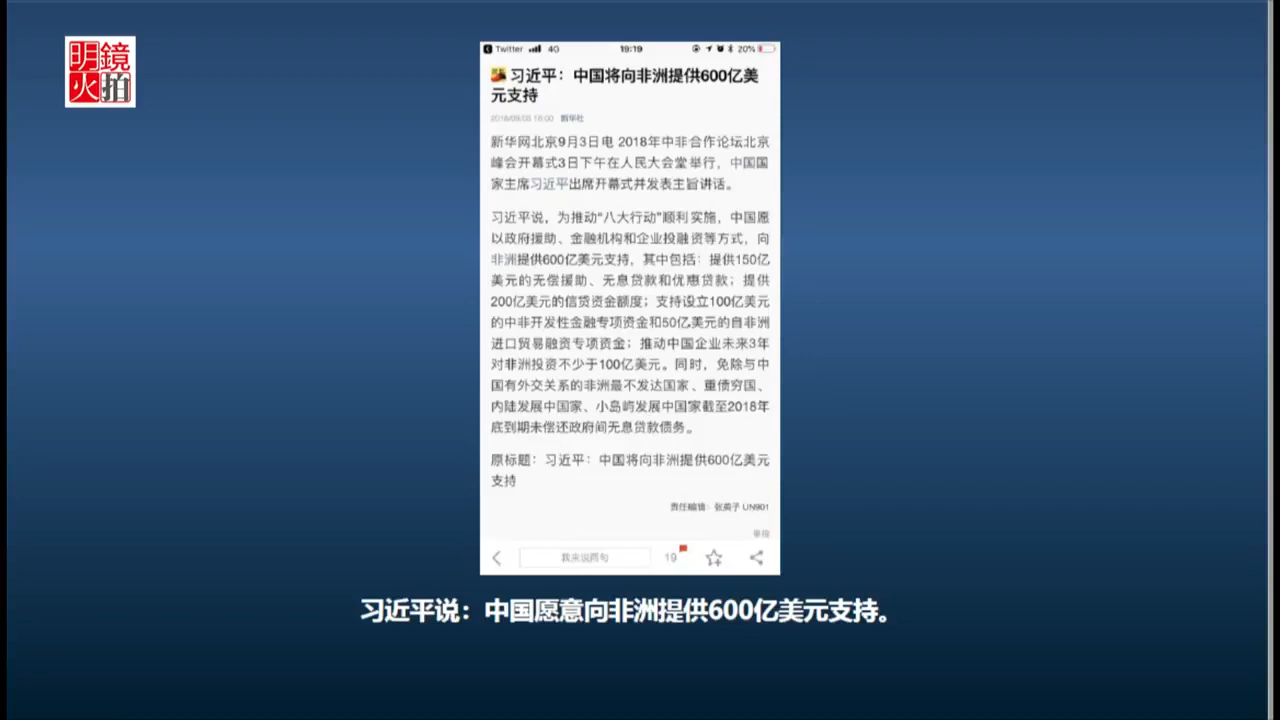 明鏡
火拍
Twitter 4G 19:19 20%
习近平：中国将向非洲提供600亿美
元支持
2018/09/03 18:00 新华社
新华网北京9月3日电 2018年中非合作论坛北京
峰会开幕式3日下午在人民大会堂举行，中国国
家主席习近平出席开幕式并发表主旨讲话。
习近平说，为推动“八大行动”顺利实施，中国愿
以政府援助、金融机构和企业投融资等方式，向
非洲提供600亿美元支持，其中包括：提供150亿
美元的无偿援助、无息贷款和优惠贷款；提供
200亿美元的信贷资金额度；支持设立100亿美元
的中非开发性金融专项资金和50亿美元的自非洲
进口贸易融资专项资金；推动中国企业未来3年
对非洲投资不少于100亿美元。同时，免除与中
国有外交关系的非洲最不发达国家、重债穷国、
内陆发展中国家、小岛屿发展中国家截至2018年
底到期未偿还政府间无息贷款债务。
原标题：习近平：中国将向非洲提供600亿美元
支持
责任编辑：张英子 UN901
举报
我来说两句 19
习近平说：中国愿意向非洲提供600亿美元支持。